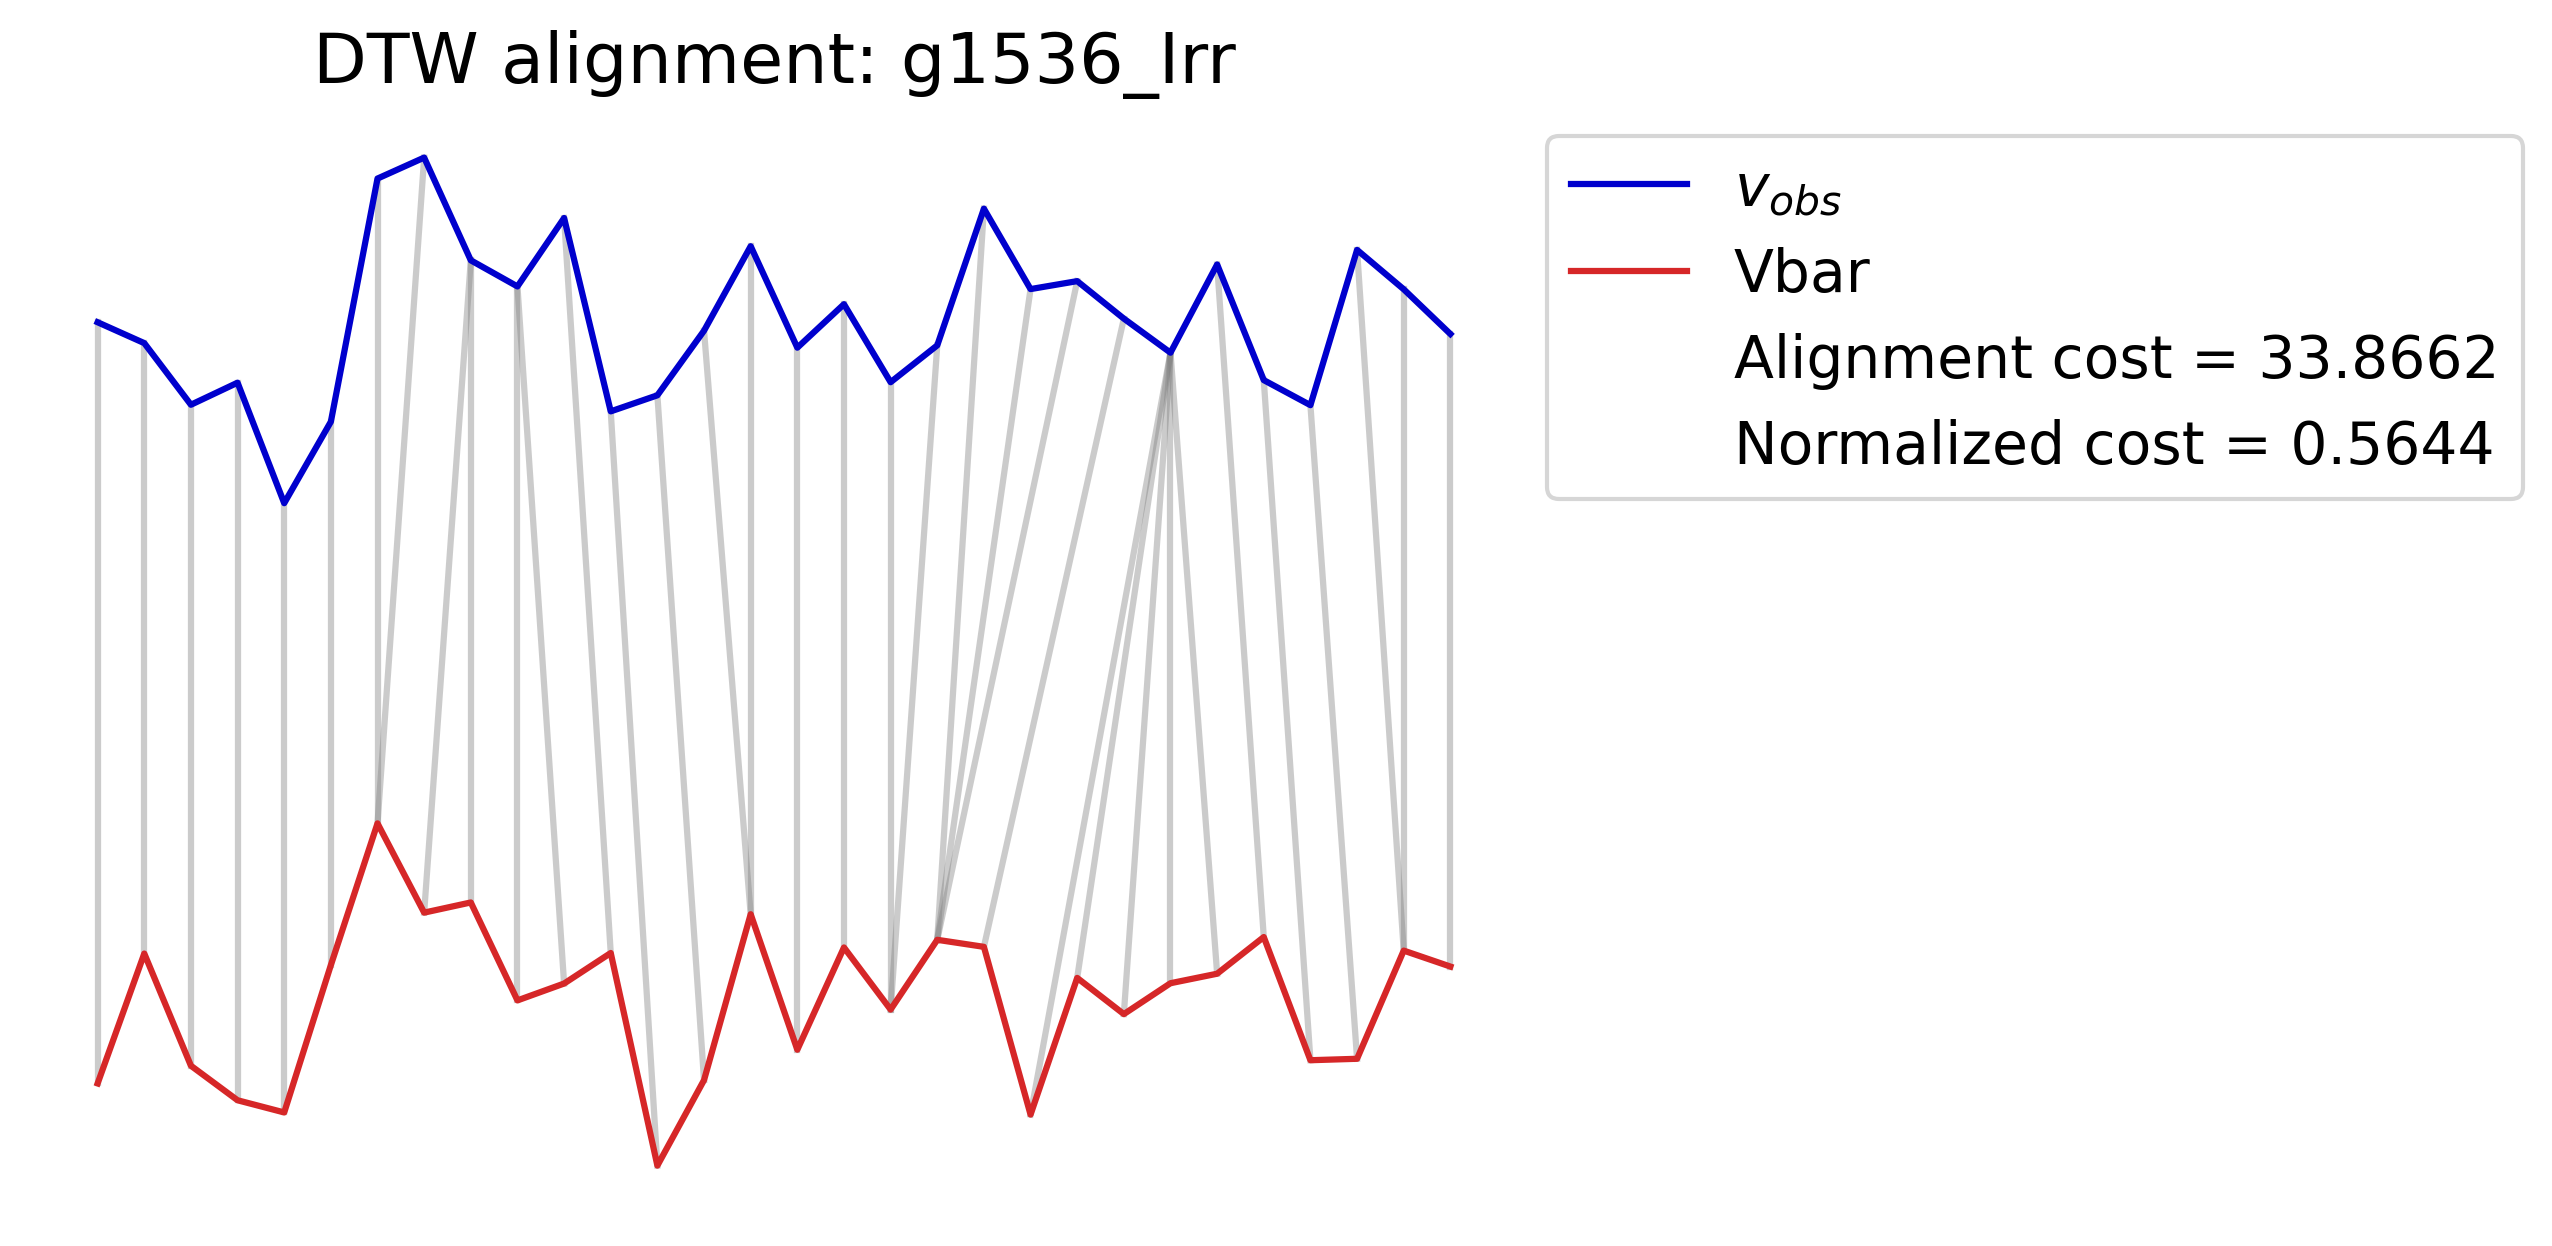 DTW alignment: g1536_Irr
v_obs
Vbar
Alignment cost = 33.8662
Normalized cost = 0.5644